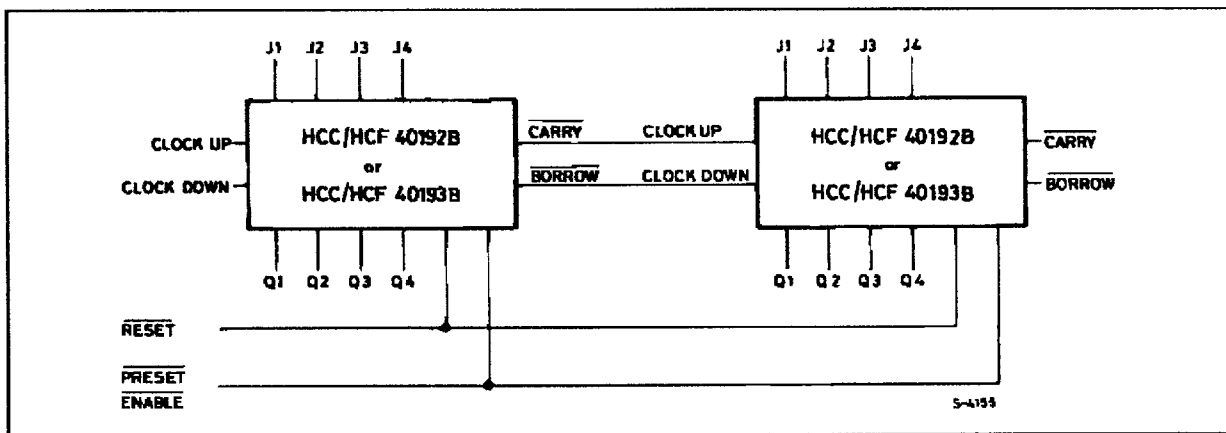 J1 J2 J3 J4
J1 J2 J3 J4
HCC/HCF 40192B
or
HCC/HCF 40193B
CLOCK UP
CLOCK DOWN
CARRY
BORROW
CLOCK UP
CLOCK DOWN
HCC/HCF 40192B
or
HCC/HCF 40193B
CARRY
BORROW
Q1 Q2 Q3 Q4
Q1 Q2 Q3 Q4
RESET
PRESET
ENABLE
S-4155